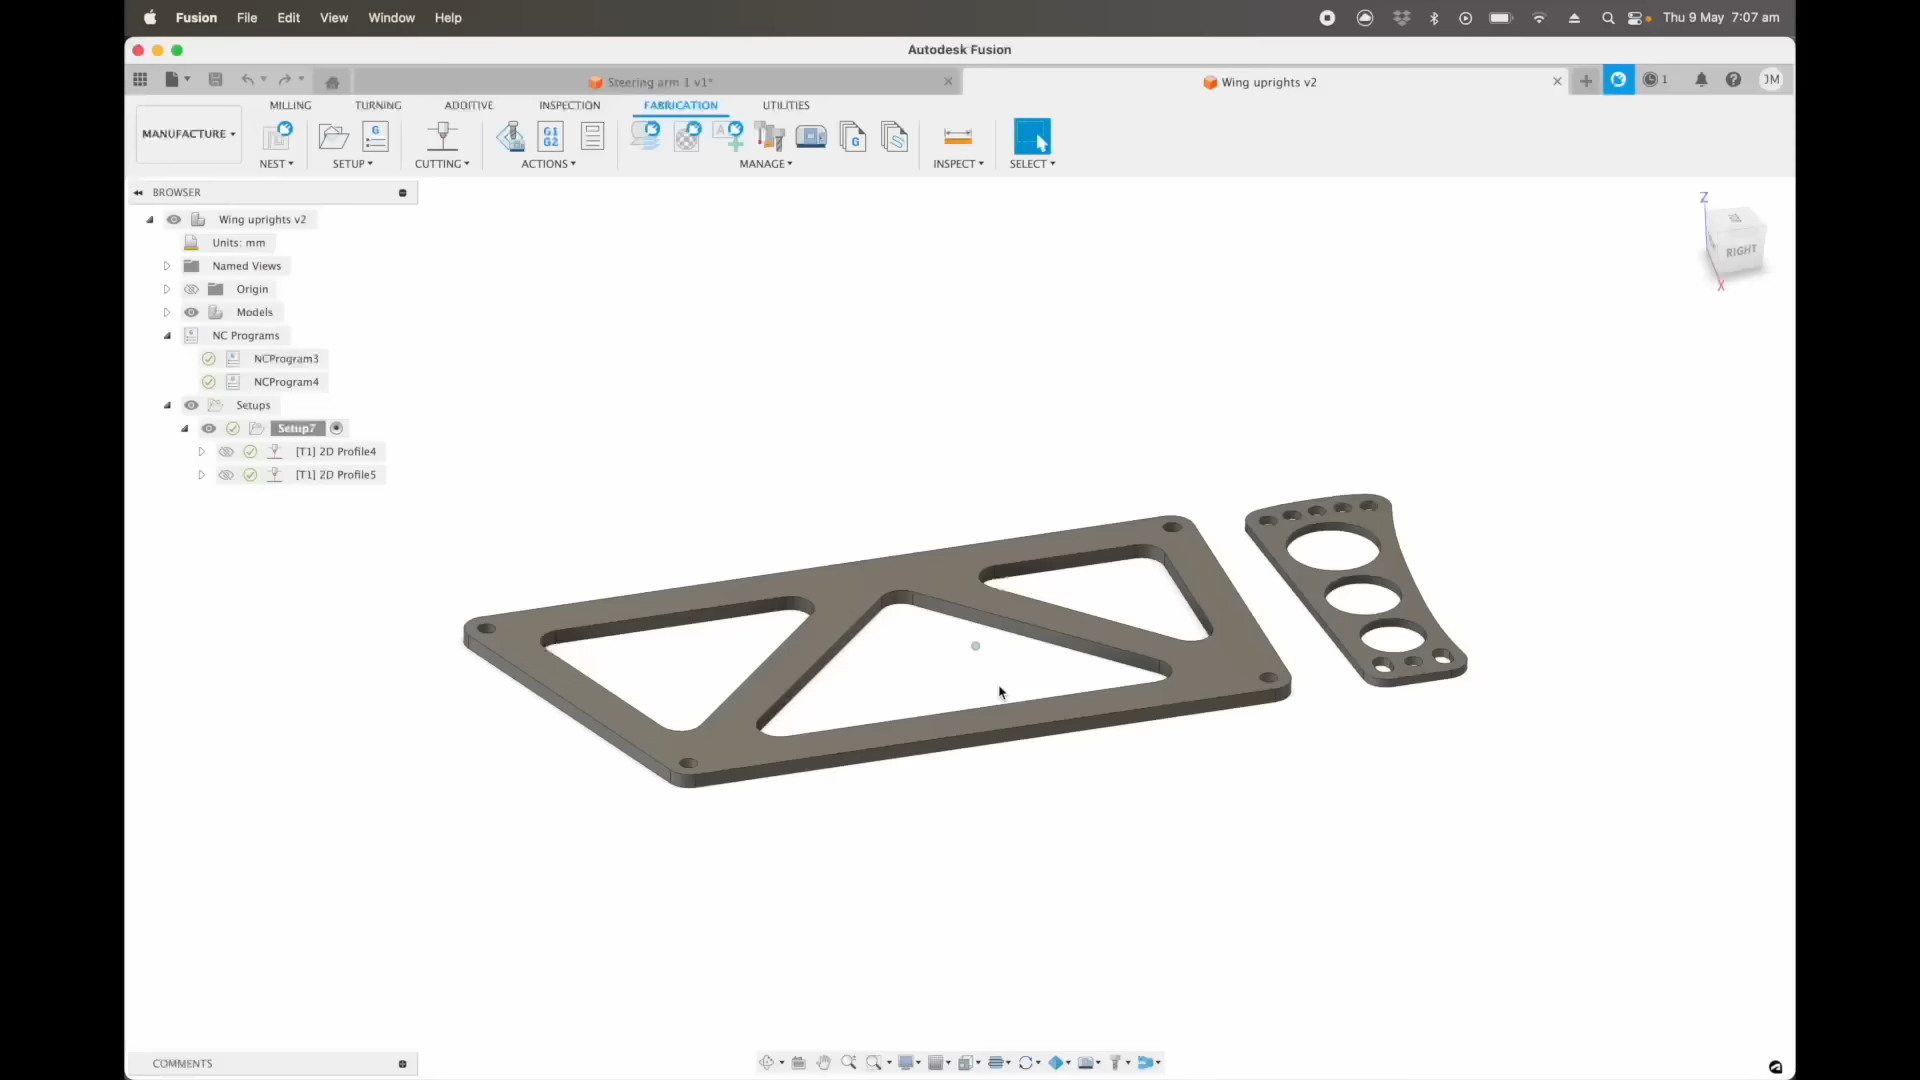 Fusion File Edit View Window Help Thu 9 May 7:07 am
Autodesk Fusion
Steering arm 1 v1* Wing uprights v2 1 JM
MILLING TURNING ADDITIVE INSPECTION FABRICATION UTILITIES
MANUFACTURE
G G1 G2 A G
NEST SETUP CUTTING ACTIONS MANAGE INSPECT SELECT
BROWSER
Wing uprights v2
Units: mm
Named Views
Origin
Models
NC Programs
NCProgram3
NCProgram4
Setups
Setup7
[T1] 2D Profile4
[T1] 2D Profile5
Z
RIGHT
X
COMMENTS